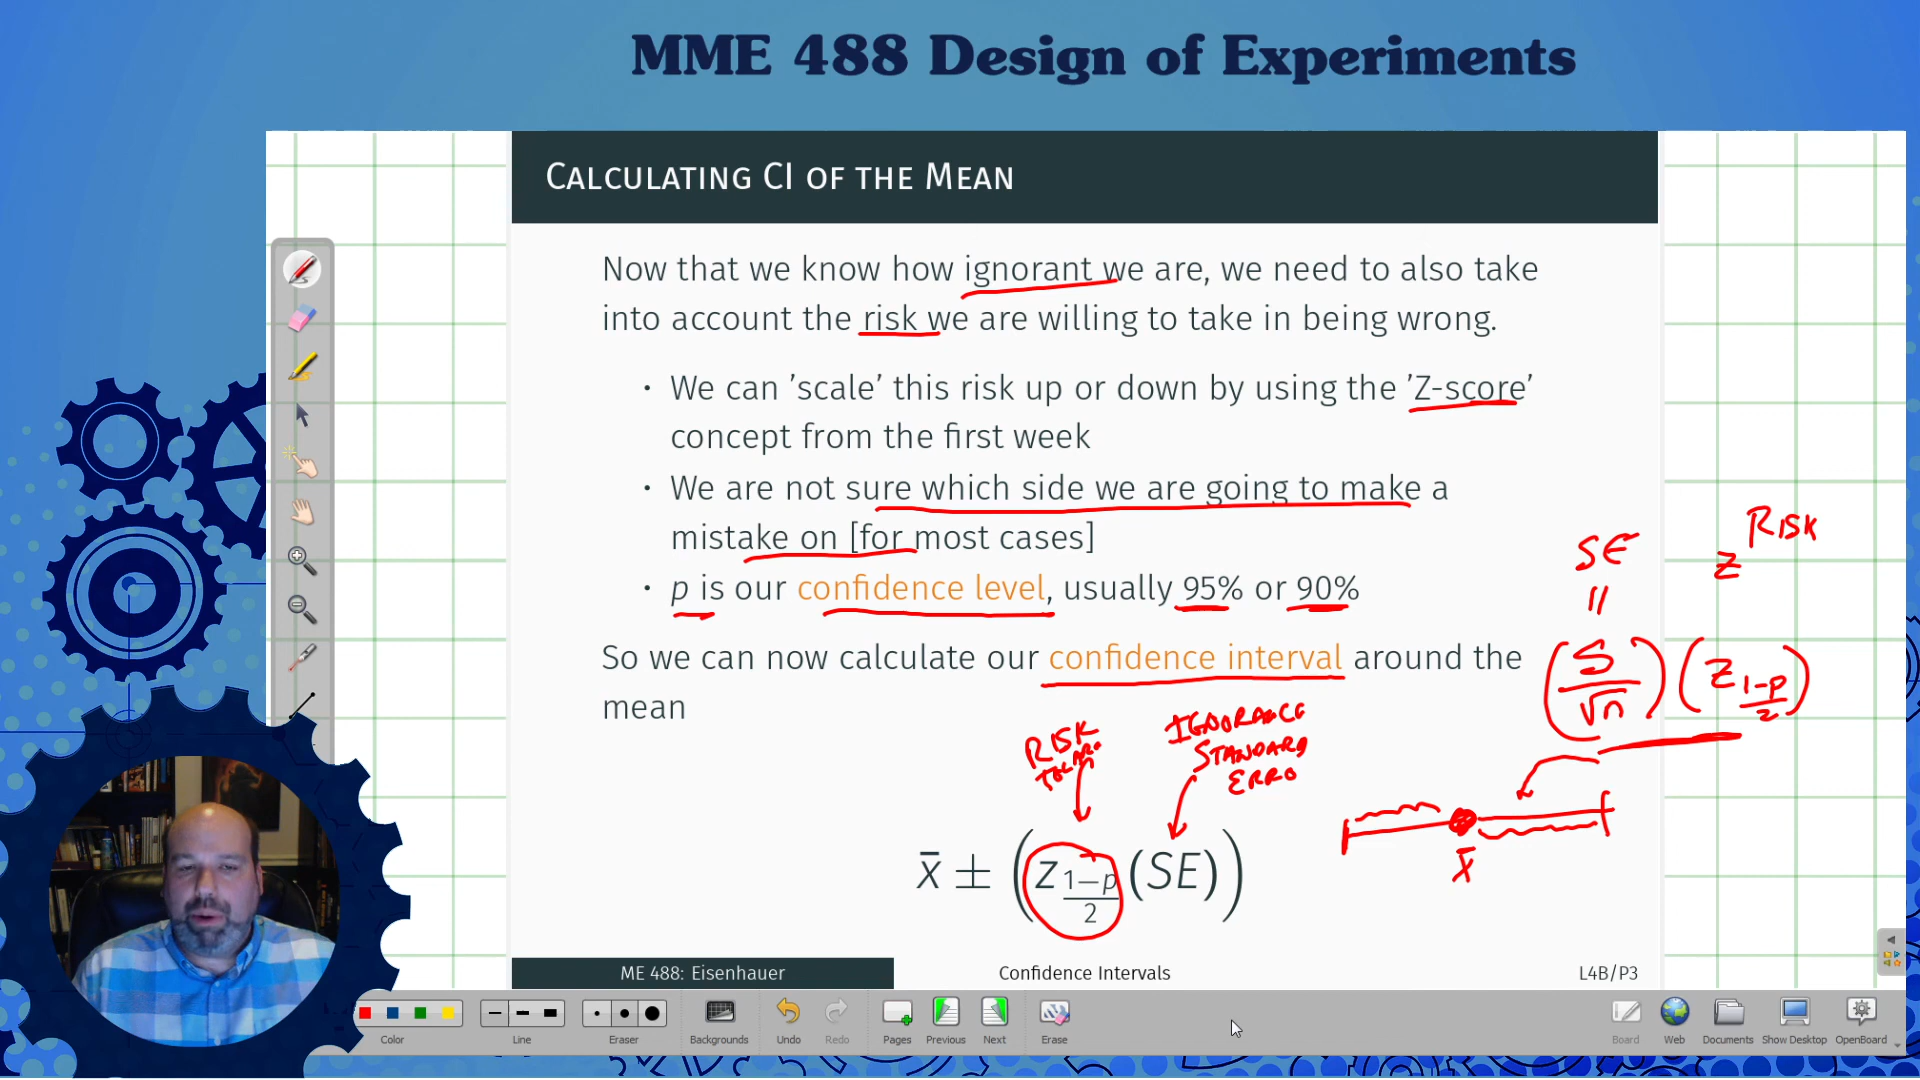 MME 488 Design of Experiments
CALCULATING CI OF THE MEAN
Now that we know how ignorant we are, we need to also take
into account the risk we are willing to take in being wrong.
• We can 'scale' this risk up or down by using the 'Z-score'
concept from the first week
• We are not sure which side we are going to make a
mistake on [for most cases]
• p is our confidence level, usually 95% or 90%
So we can now calculate our confidence interval around the
mean
RISK
IGNORANCE
STANDARD
ERRO
x̄ ± (z_{(1−p)/2} (SE))
SE
=
RISK
z
(S/√n) (z_{(1-p)/2})
x̄
ME 488: Eisenhauer
Confidence Intervals
L4B/P3
Color
Line
Eraser
Backgrounds
Undo
Redo
Pages
Previous
Next
Erase
Board
Web
Documents
Show Desktop
OpenBoard